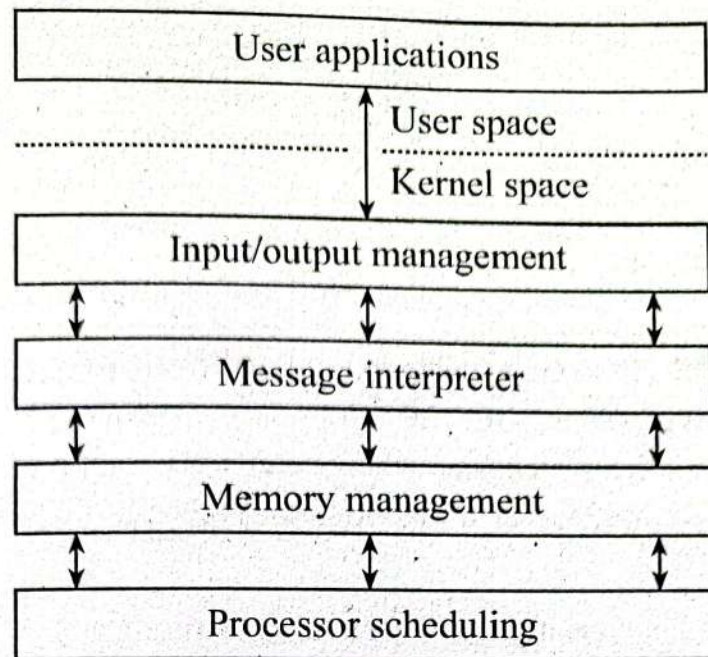 User applications
User space
Kernel space
Input/output management
Message interpreter
Memory management
Processor scheduling